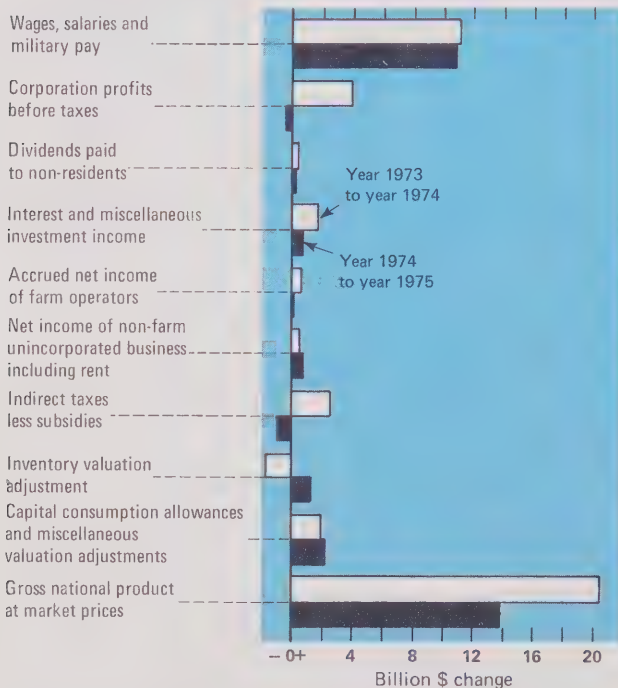 Wages, salaries and
military pay
Corporation profits
before taxes
Dividends paid
to non-residents
Year 1973
to year 1974
Interest and miscellaneous
investment income
Year 1974
to year 1975
Accrued net income
of farm operators
Net income of non-farm
unincorporated business
including rent
Indirect taxes
less subsidies
Inventory valuation
adjustment
Capital consumption allowances
and miscellaneous
valuation adjustments
Gross national product
at market prices
– 0+ 4 8 12 16 20
Billion $ change